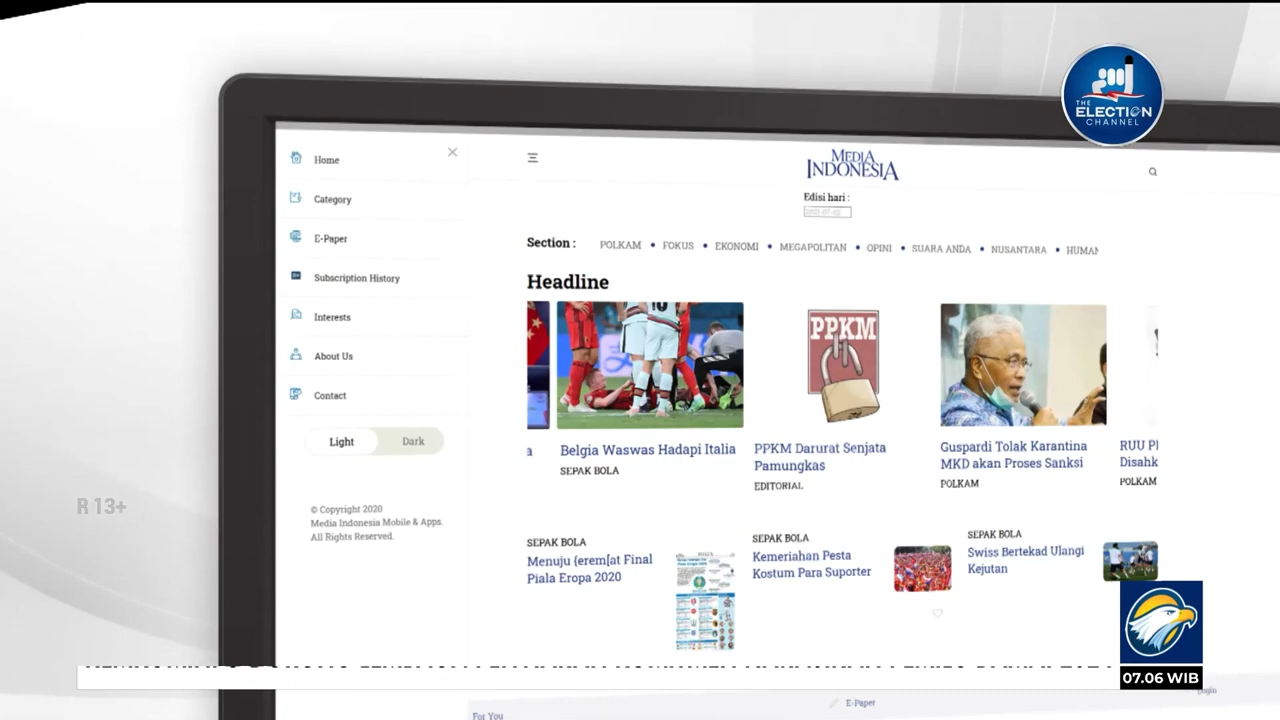 THE
ELECTION
CHANNEL
Home
Category
E-Paper
Subscription History
Interests
About Us
Contact
Light Dark
© Copyright 2020
Media Indonesia Mobile & Apps.
All Rights Reserved.
R 13+
MEDIA
INDONESIA
Edisi hari :
Section : POLKAM • FOKUS • EKONOMI • MEGAPOLITAN • OPINI • SUARA ANDA • NUSANTARA • HUMAN
Headline
PPKM
a
Belgia Waswas Hadapi Italia
SEPAK BOLA
PPKM Darurat Senjata
Pamungkas
EDITORIAL
Guspardi Tolak Karantina
MKD akan Proses Sanksi
POLKAM
RUU P
Disahk
POLKAM
SEPAK BOLA
Menuju {erem[at Final
Piala Eropa 2020
SEPAK BOLA
Kemeriahan Pesta
Kostum Para Suporter
SEPAK BOLA
Swiss Bertekad Ulangi
Kejutan
07.06 WIB
Login
E-Paper
For You